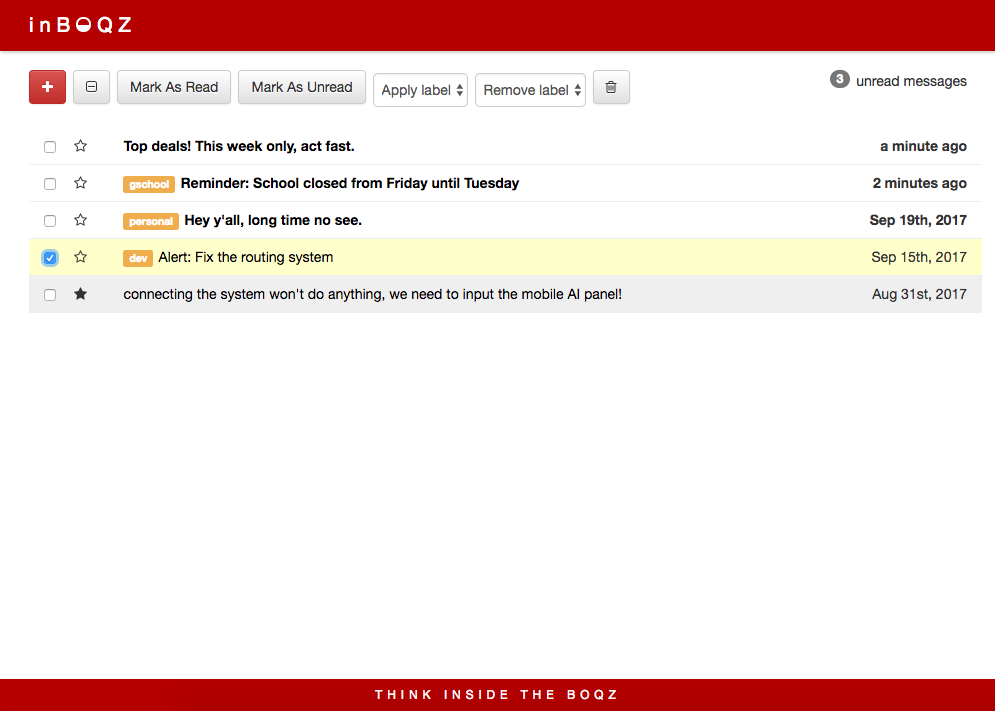 inBOQZ
+ Mark As Read Mark As Unread Apply label Remove label 3 unread messages
Top deals! This week only, act fast. a minute ago
gschool Reminder: School closed from Friday until Tuesday 2 minutes ago
personal Hey y'all, long time no see. Sep 19th, 2017
dev Alert: Fix the routing system Sep 15th, 2017
connecting the system won't do anything, we need to input the mobile AI panel! Aug 31st, 2017
THINK INSIDE THE BOQZ